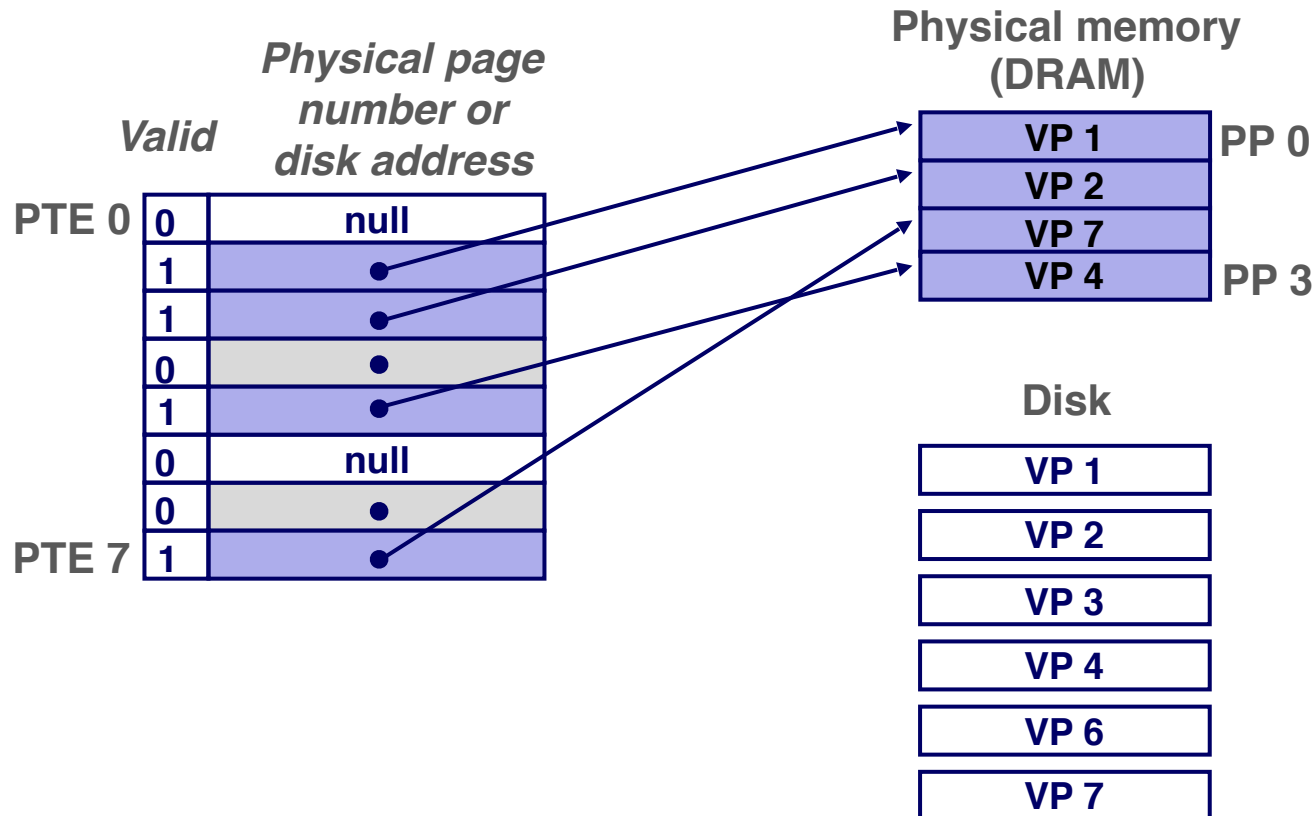 Physical memory
(DRAM)
Physical page
number or
disk address
Valid
VP 1
PP 0
VP 2
VP 7
VP 4
PP 3
PTE 0
0
null
1
1
0
1
0
null
0
PTE 7
1
Disk
VP 1
VP 2
VP 3
VP 4
VP 6
VP 7